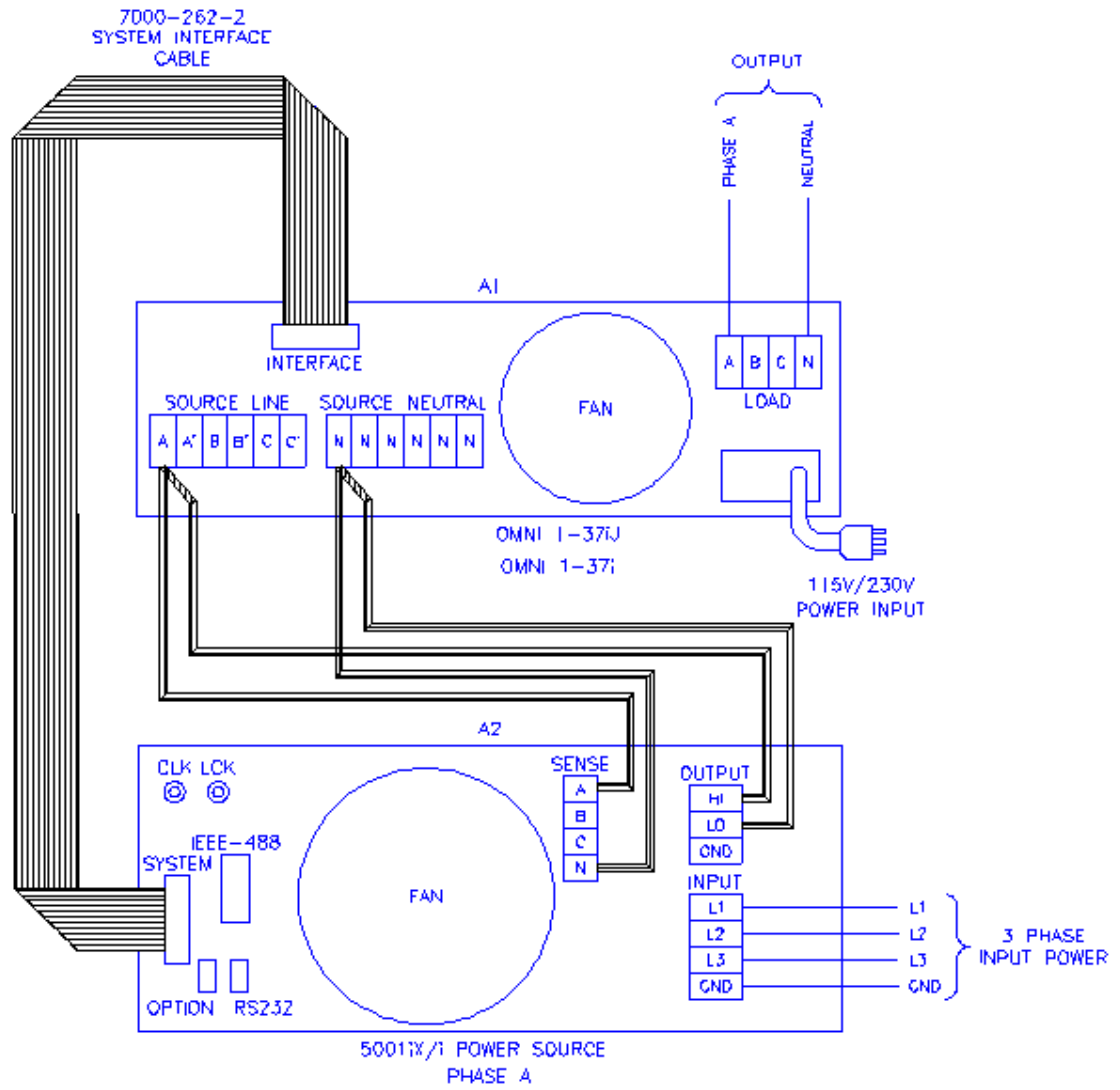 7000-262-2
SYSTEM INTERFACE
CABLE
OUTPUT
PHASE A
NEUTRAL
A1
INTERFACE
SOURCE LINE
SOURCE NEUTRAL
A A' B B' C C'
N N N N N N
FAN
A B C N
LOAD
OMNI 1-37iJ
OMNI 1-37i
115V/230V
POWER INPUT
A2
CLK LCK
SENSE
A
B
C
N
OUTPUT
HI
LO
GND
IEEE-488
SYSTEM
FAN
INPUT
L1
L2
L3
GND
L1
L2
L3
GND
3 PHASE
INPUT POWER
OPTION
RS232
5001iX/i POWER SOURCE
PHASE A